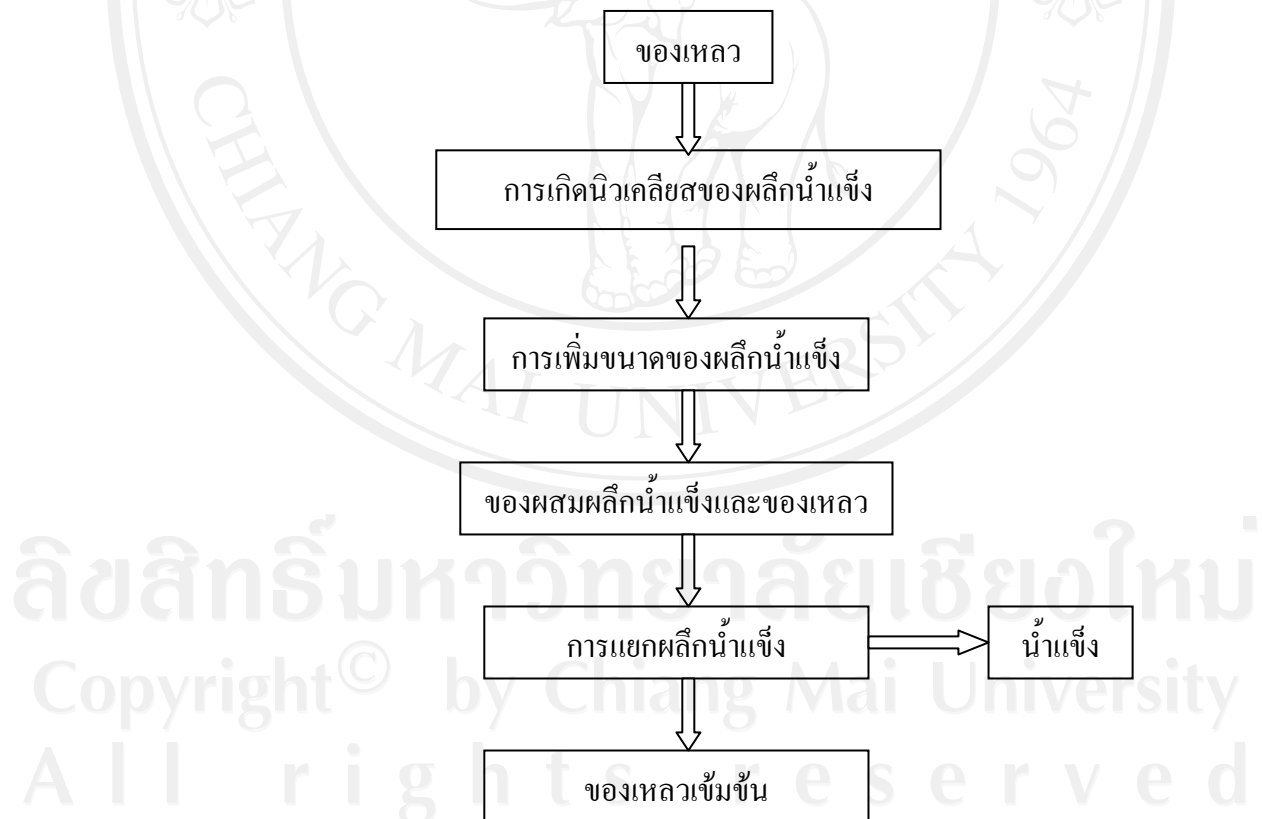 ของเหลว
การเกิดนิวเคลียสของผลึกน้ำแข็ง
การเพิ่มขนาดของผลึกน้ำแข็ง
ของผสมผลึกน้ำแข็งและของเหลว
การแยกผลึกน้ำแข็ง
น้ำแข็ง
ของเหลวเข้มข้น
CHIANG MAI UNIVERSITY 1964
ลิขสิทธิ์มหาวิทยาลัยเชียงใหม่
Copyright© by Chiang Mai University
All rights reserved